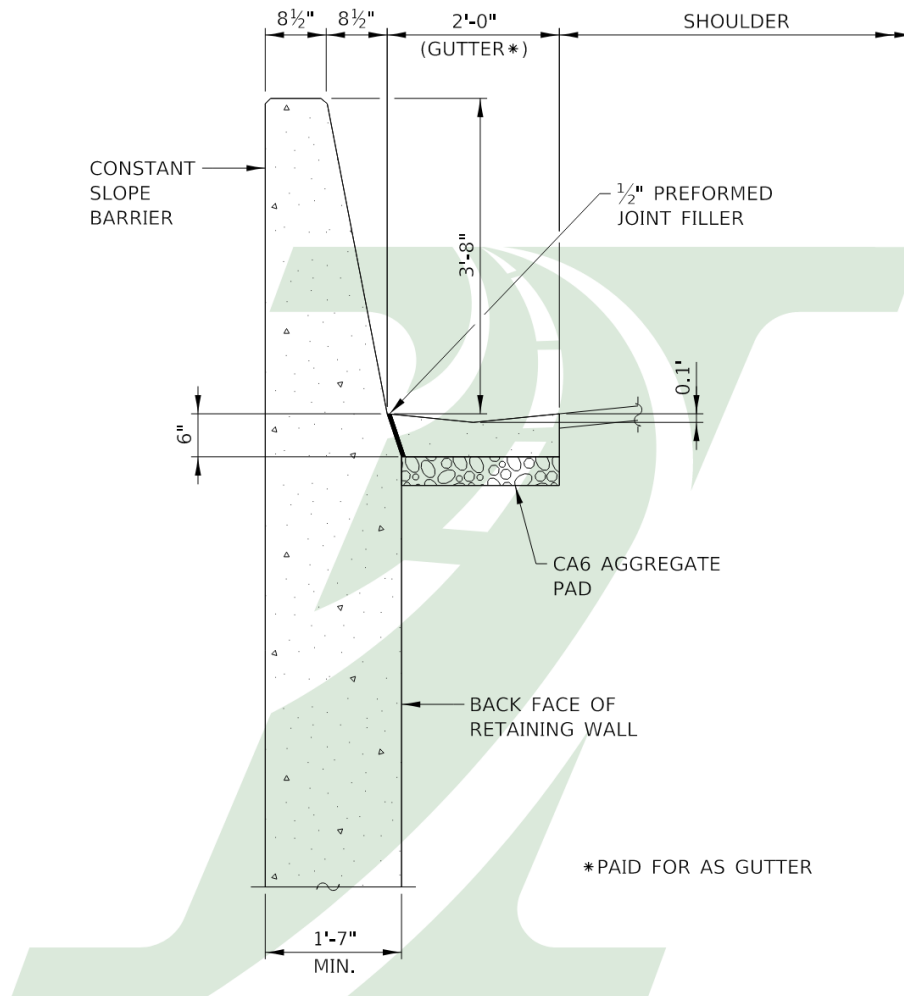 8½" 8½" 2'-0" SHOULDER
(GUTTER*)
CONSTANT
SLOPE
BARRIER
½" PREFORMED
JOINT FILLER
3'-8"
0.1'
6"
CA6 AGGREGATE
PAD
BACK FACE OF
RETAINING WALL
*PAID FOR AS GUTTER
1'-7"
MIN.